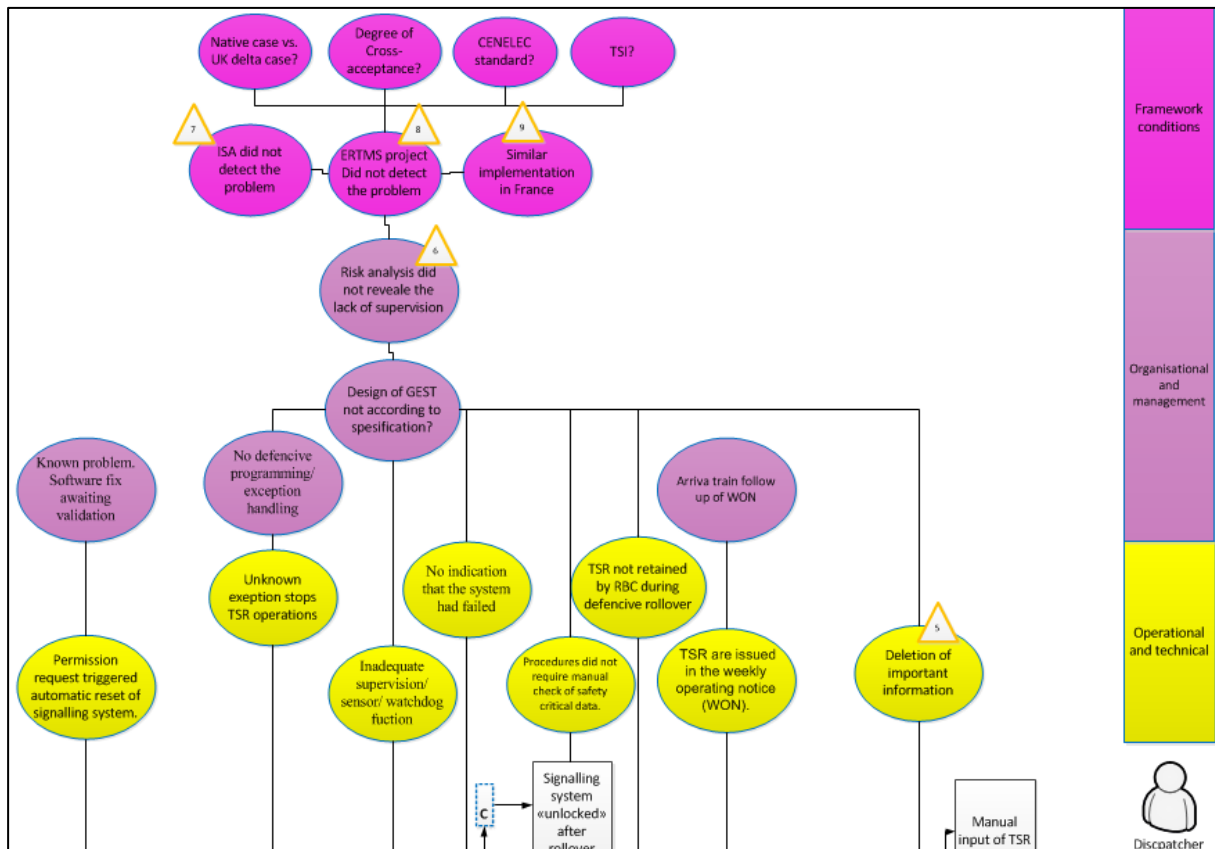 Native case vs.
UK delta case?
Degree of
Cross-
acceptance?
CENELEC
standard?
TSI?
Framework
conditions
7
8
9
ISA did not
detect the
problem
ERTMS project
Did not detect
the problem
Similar
implementation
in France
6
Risk analysis did
not reveale the
lack of supervision
Organisational
and
management
Design of GEST
not according to
spesification?
Known problem.
Software fix
awaiting
validation
No defensive
programming/
exception
handling
Arriva train follow
up of WON
Unknown
exeption stops
TSR operations
No indication
that the system
had failed
TSR not retained
by RBC during
defencive rollover
5
Operational
and technical
Permission
request triggered
automatic reset of
signalling system.
Inadequate
supervision/
sensor/ watchdog
fuction
Procedures did not
require manual
check of safety
critical data.
TSR are issued
in the weekly
operating notice
(WON).
Deletion of
important
information
C
Signalling
system
«unlocked»
after
rollover
Manual
input of TSR
Discpatcher